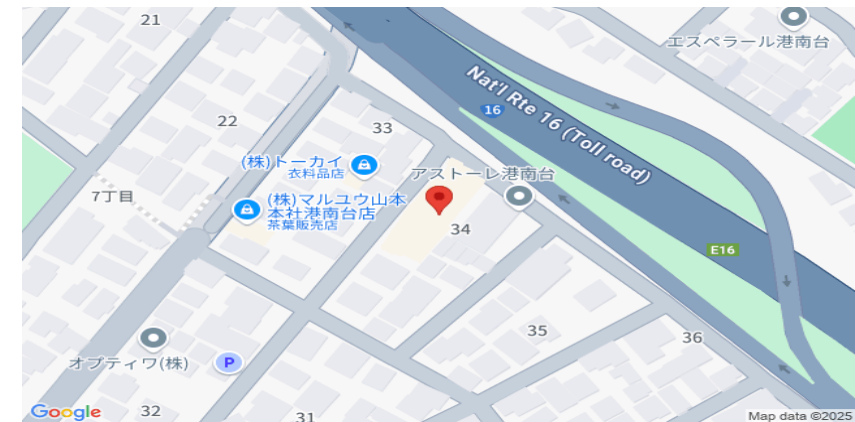 21
エスペラール港南台
Nat'l Rte 16 (Toll road)
16
22
33
(株)トーカイ
衣料品店
アストーレ港南台
7丁目
(株)マルユウ山本
本社港南台店
茶葉販売店
34
E16
35
36
オプティワ(株)
P
Google
32
31
Map data ©2025